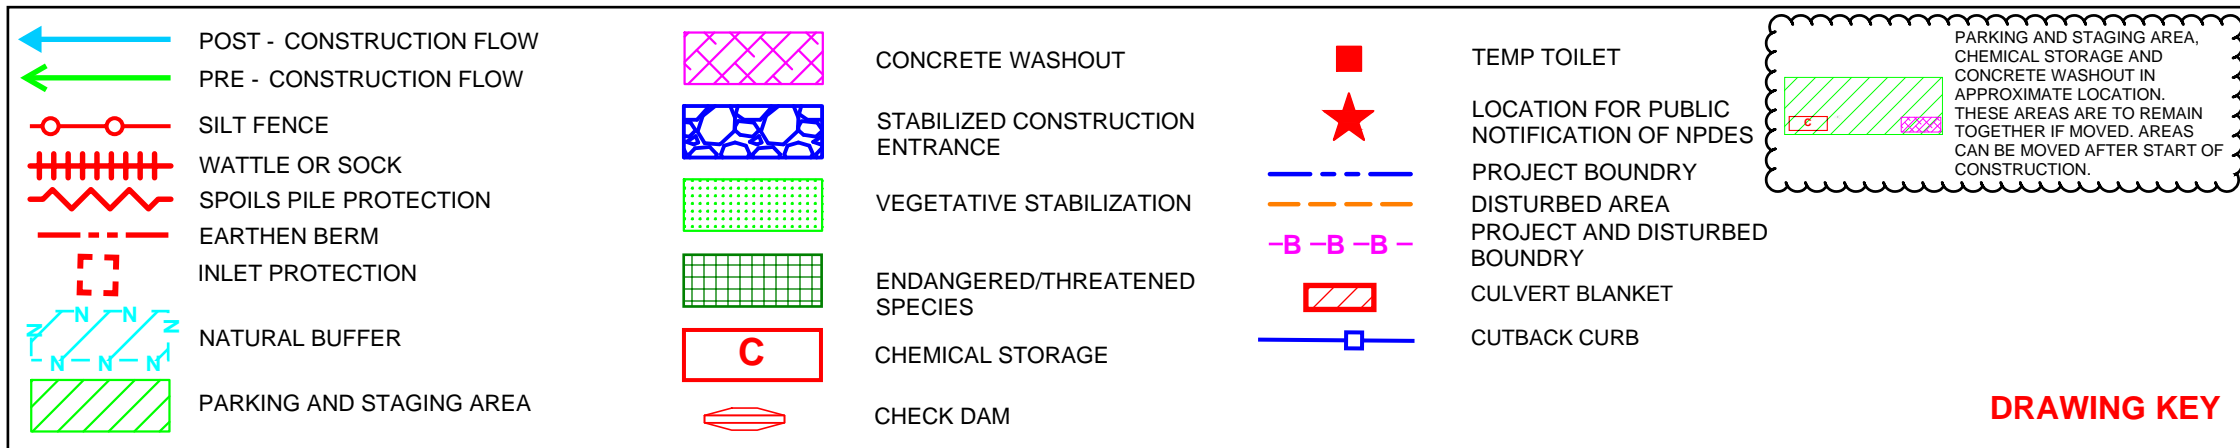 POST - CONSTRUCTION FLOW
PRE - CONSTRUCTION FLOW
SILT FENCE
WATTLE OR SOCK
SPOILS PILE PROTECTION
EARTHEN BERM
INLET PROTECTION
N N N N
N N N
NATURAL BUFFER
PARKING AND STAGING AREA
CONCRETE WASHOUT
STABILIZED CONSTRUCTION
ENTRANCE
VEGETATIVE STABILIZATION
ENDANGERED/THREATENED
SPECIES
C
CHEMICAL STORAGE
CHECK DAM
TEMP TOILET
LOCATION FOR PUBLIC
NOTIFICATION OF NPDES
PROJECT BOUNDRY
DISTURBED AREA
B B B
PROJECT AND DISTURBED
BOUNDRY
CULVERT BLANKET
CUTBACK CURB
C
PARKING AND STAGING AREA,
CHEMICAL STORAGE AND
CONCRETE WASHOUT IN
APPROXIMATE LOCATION.
THESE AREAS ARE TO REMAIN
TOGETHER IF MOVED. AREAS
CAN BE MOVED AFTER START OF
CONSTRUCTION.
DRAWING KEY